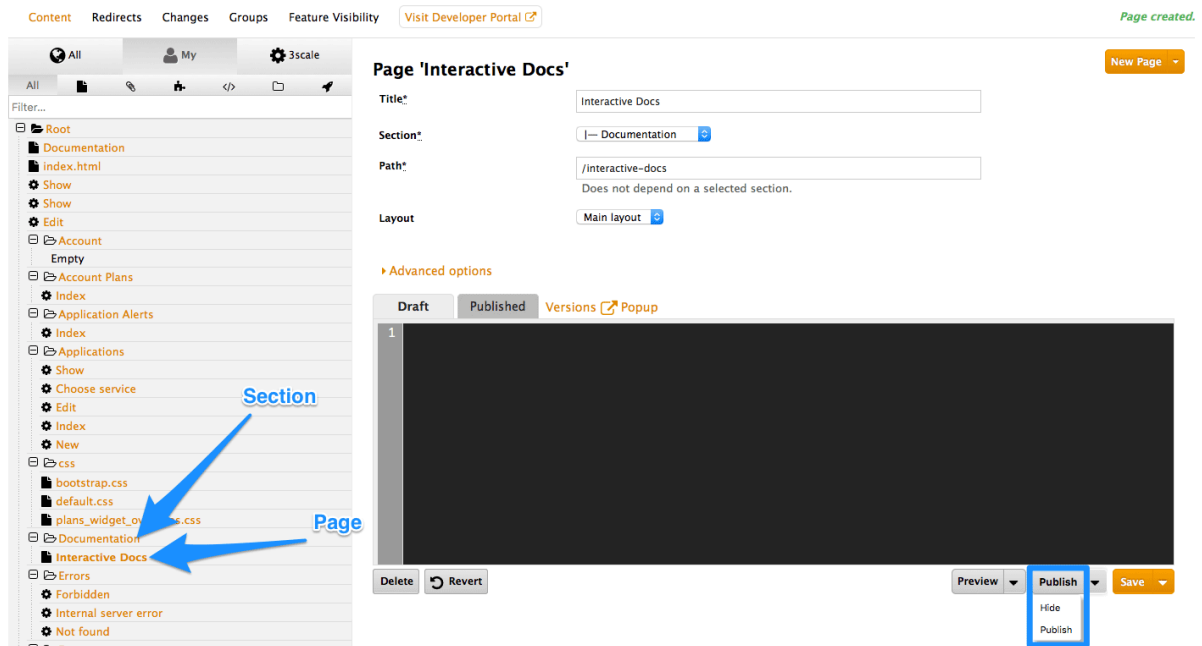 Content Redirects Changes Groups Feature Visibility Visit Developer Portal Page created.
All My 3scale
All </>
Filter...
Root
Documentation
index.html
Show
Show
Edit
Account
Empty
Account Plans
Index
Application Alerts
Index
Applications
Show
Choose service
Edit
Index
New
css
bootstrap.css
default.css
Documentation
Interactive Docs
Errors
Forbidden
Internal server error
Not found
Section
Page
Page 'Interactive Docs'
New Page
Title* Interactive Docs
Section* |— Documentation
Path* /interactive-docs
Does not depend on a selected section.
Layout Main layout
Advanced options
Draft Published Versions Popup
1
Delete Revert Preview Publish Save
Hide
Publish